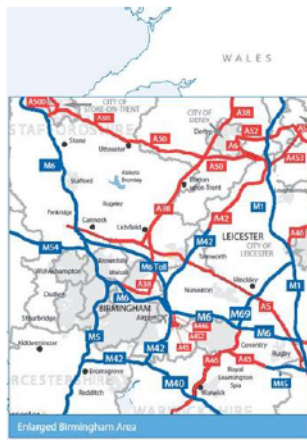 WALES
CITY OF
STOKE-ON-TRENT
A500
A50
STAFFORDSHIRE
Stone
Uttoxeter
A50
CITY OF
DERBY
Derby
A38
A52
A6
A453
A50
M6
Stafford
Abbots
Bromley
Burton
upon Trent
Rugeley
Penkridge
Cannock
Lichfield
A38
A42
M1
LEICESTER
CITY OF
LEICESTER
A46
M54
M42
Tamworth
M6 Toll
Wolverhampton
Walsall
A38
Hinckley
M1
Dudley
M6
Nuneaton
BIRMINGHAM
M69
A5
Stourbridge
Airport
A446
M6
M6
A452
A45
Coventry
Rugby
Kidderminster
M5
M42
M42
A46
A45
M45
Bromsgrove
Royal
Leamington
Spa
Redditch
M40
Warwick
Enlarged Birmingham Area